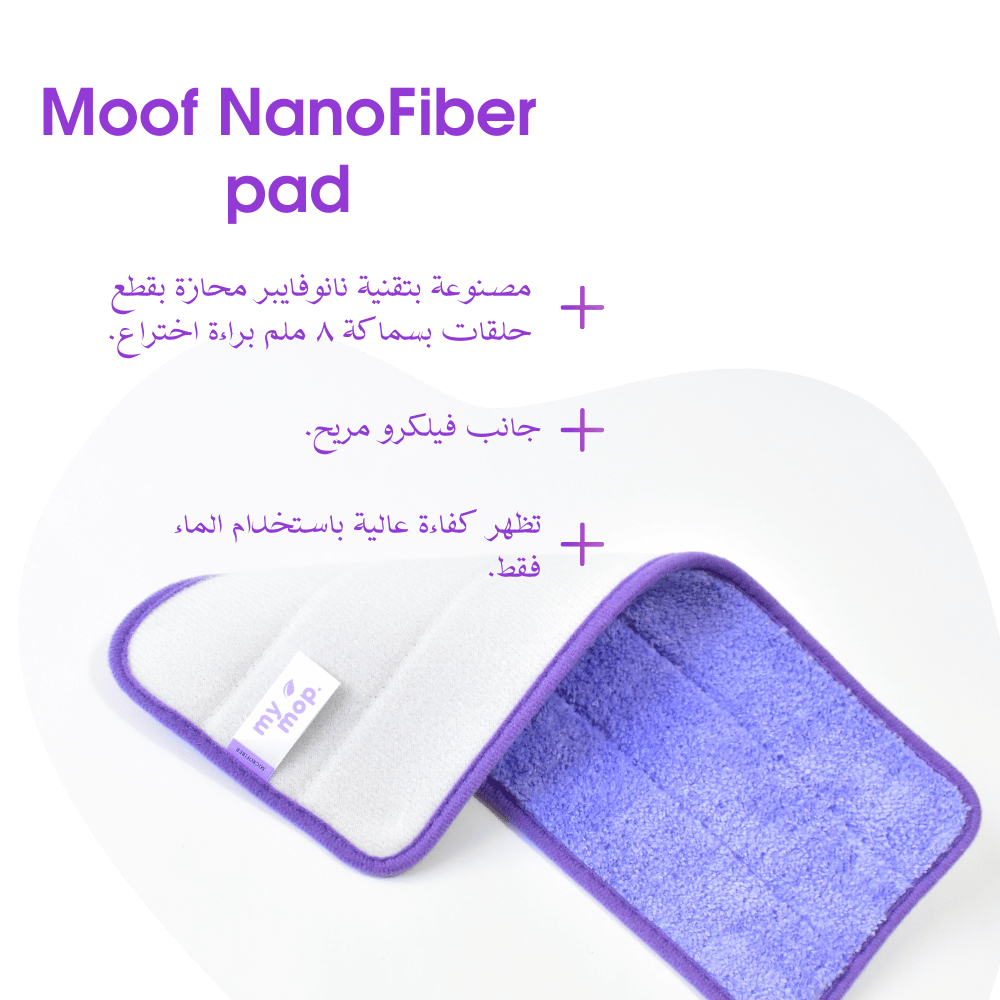 Moof NanoFiber
pad
مصنوعة بتقنية نانوفايبر محازة بقطع
حلقات بسماكة ٨ ملم براءة اختراع.
جانب فيلكرو مريح.
تظهر كفاءة عالية باستخدام الماء
فقط.
my
mop.
MICROFIBER